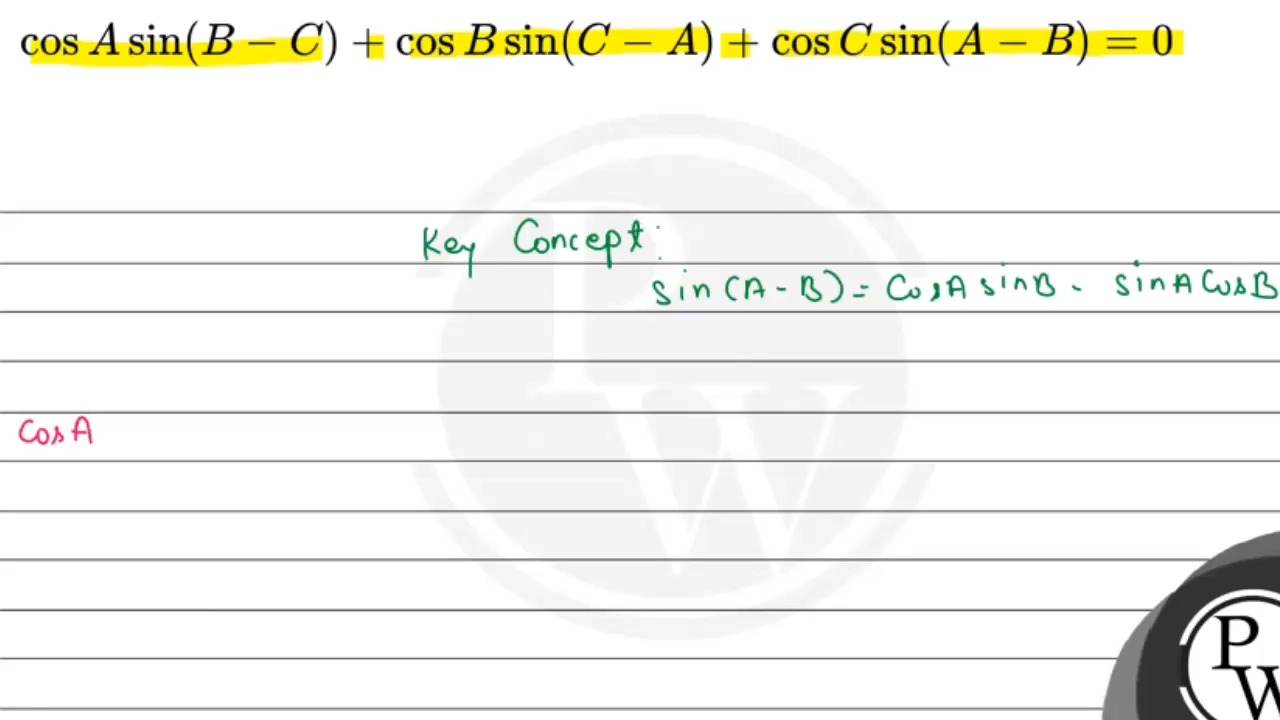 cos A sin(B − C) + cos B sin(C − A) + cos C sin(A − B) = 0
Key Concept:
sin(A - B) = CosA sinB - sinA CosB
CosA
P
W
P
W